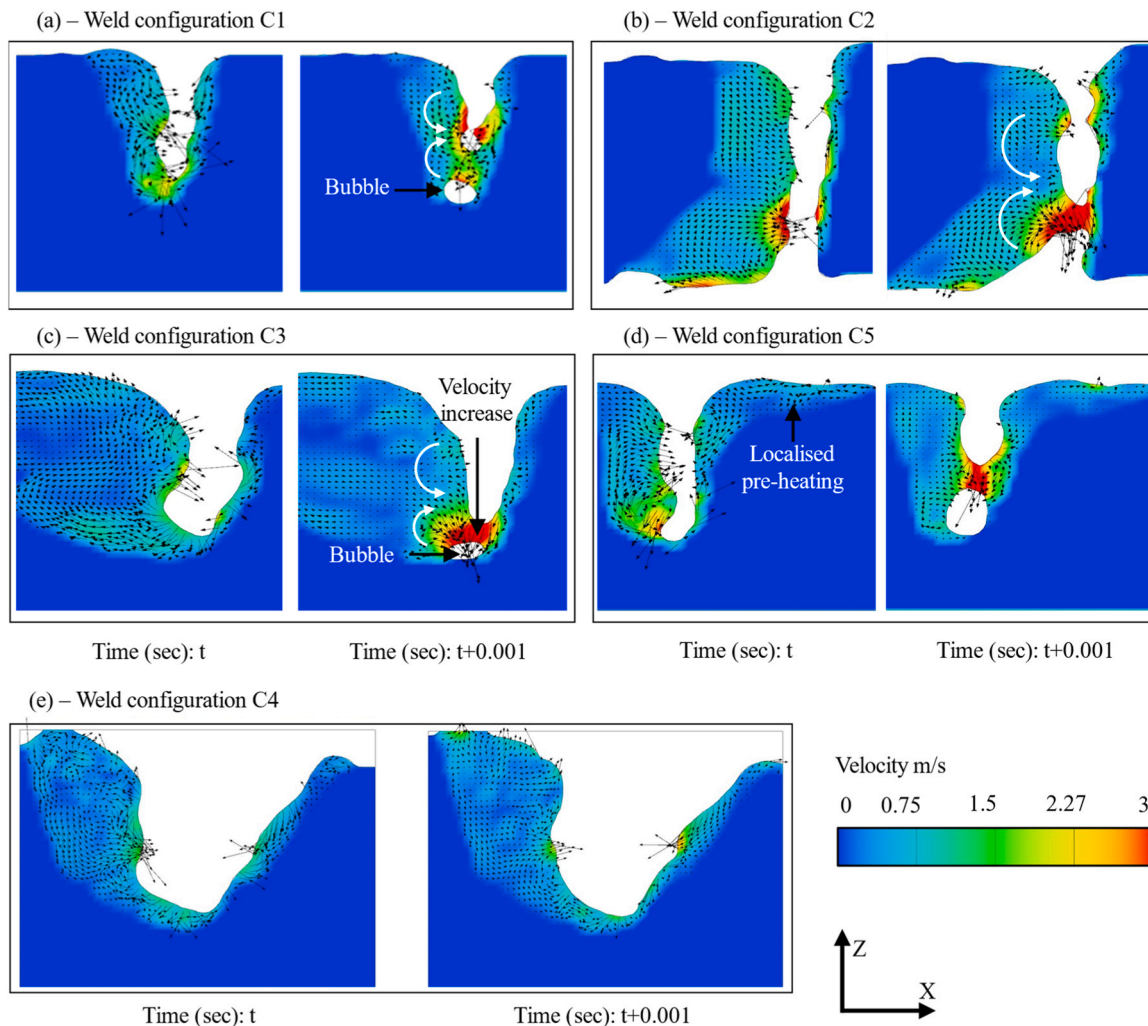 (a) – Weld configuration C1
(b) – Weld configuration C2
Bubble
(c) – Weld configuration C3
(d) – Weld configuration C5
Velocity
increase
Bubble
Localised
pre-heating
Time (sec): t
Time (sec): t+0.001
Time (sec): t
Time (sec): t+0.001
(e) – Weld configuration C4
Velocity m/s
0 0.75 1.5 2.27 3
Z
X
Time (sec): t
Time (sec): t+0.001